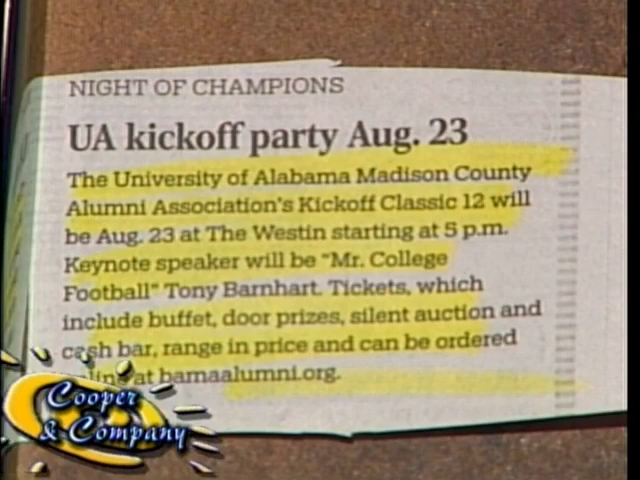 NIGHT OF CHAMPIONS
UA kickoff party Aug. 23
The University of Alabama Madison County
Alumni Association's Kickoff Classic 12 will
be Aug. 23 at The Westin starting at 5 p.m.
Keynote speaker will be "Mr. College
Football" Tony Barnhart. Tickets, which
include buffet, door prizes, silent auction and
cash bar, range in price and can be ordered
at bamaalumni.org.
Cooper
& Company